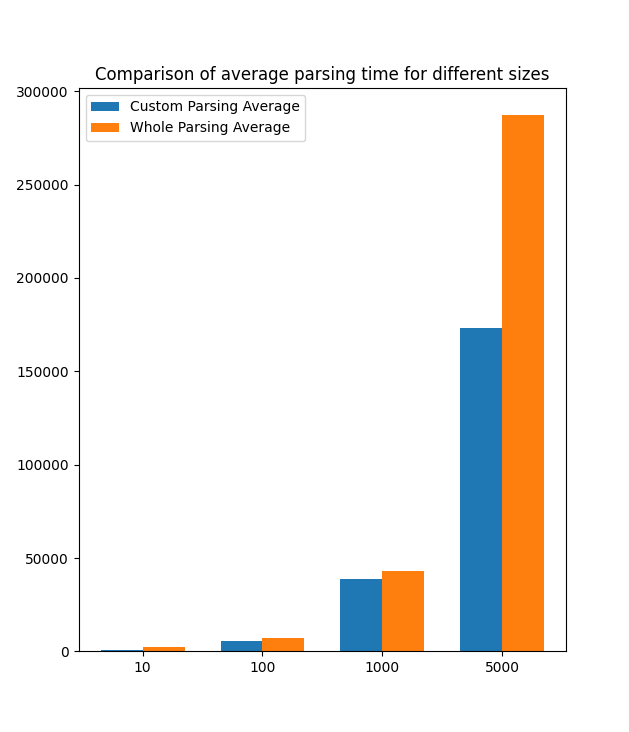 Comparison of average parsing time for different sizes
300000
Custom Parsing Average
Whole Parsing Average
250000
200000
150000
100000
50000
0
10 100 1000 5000